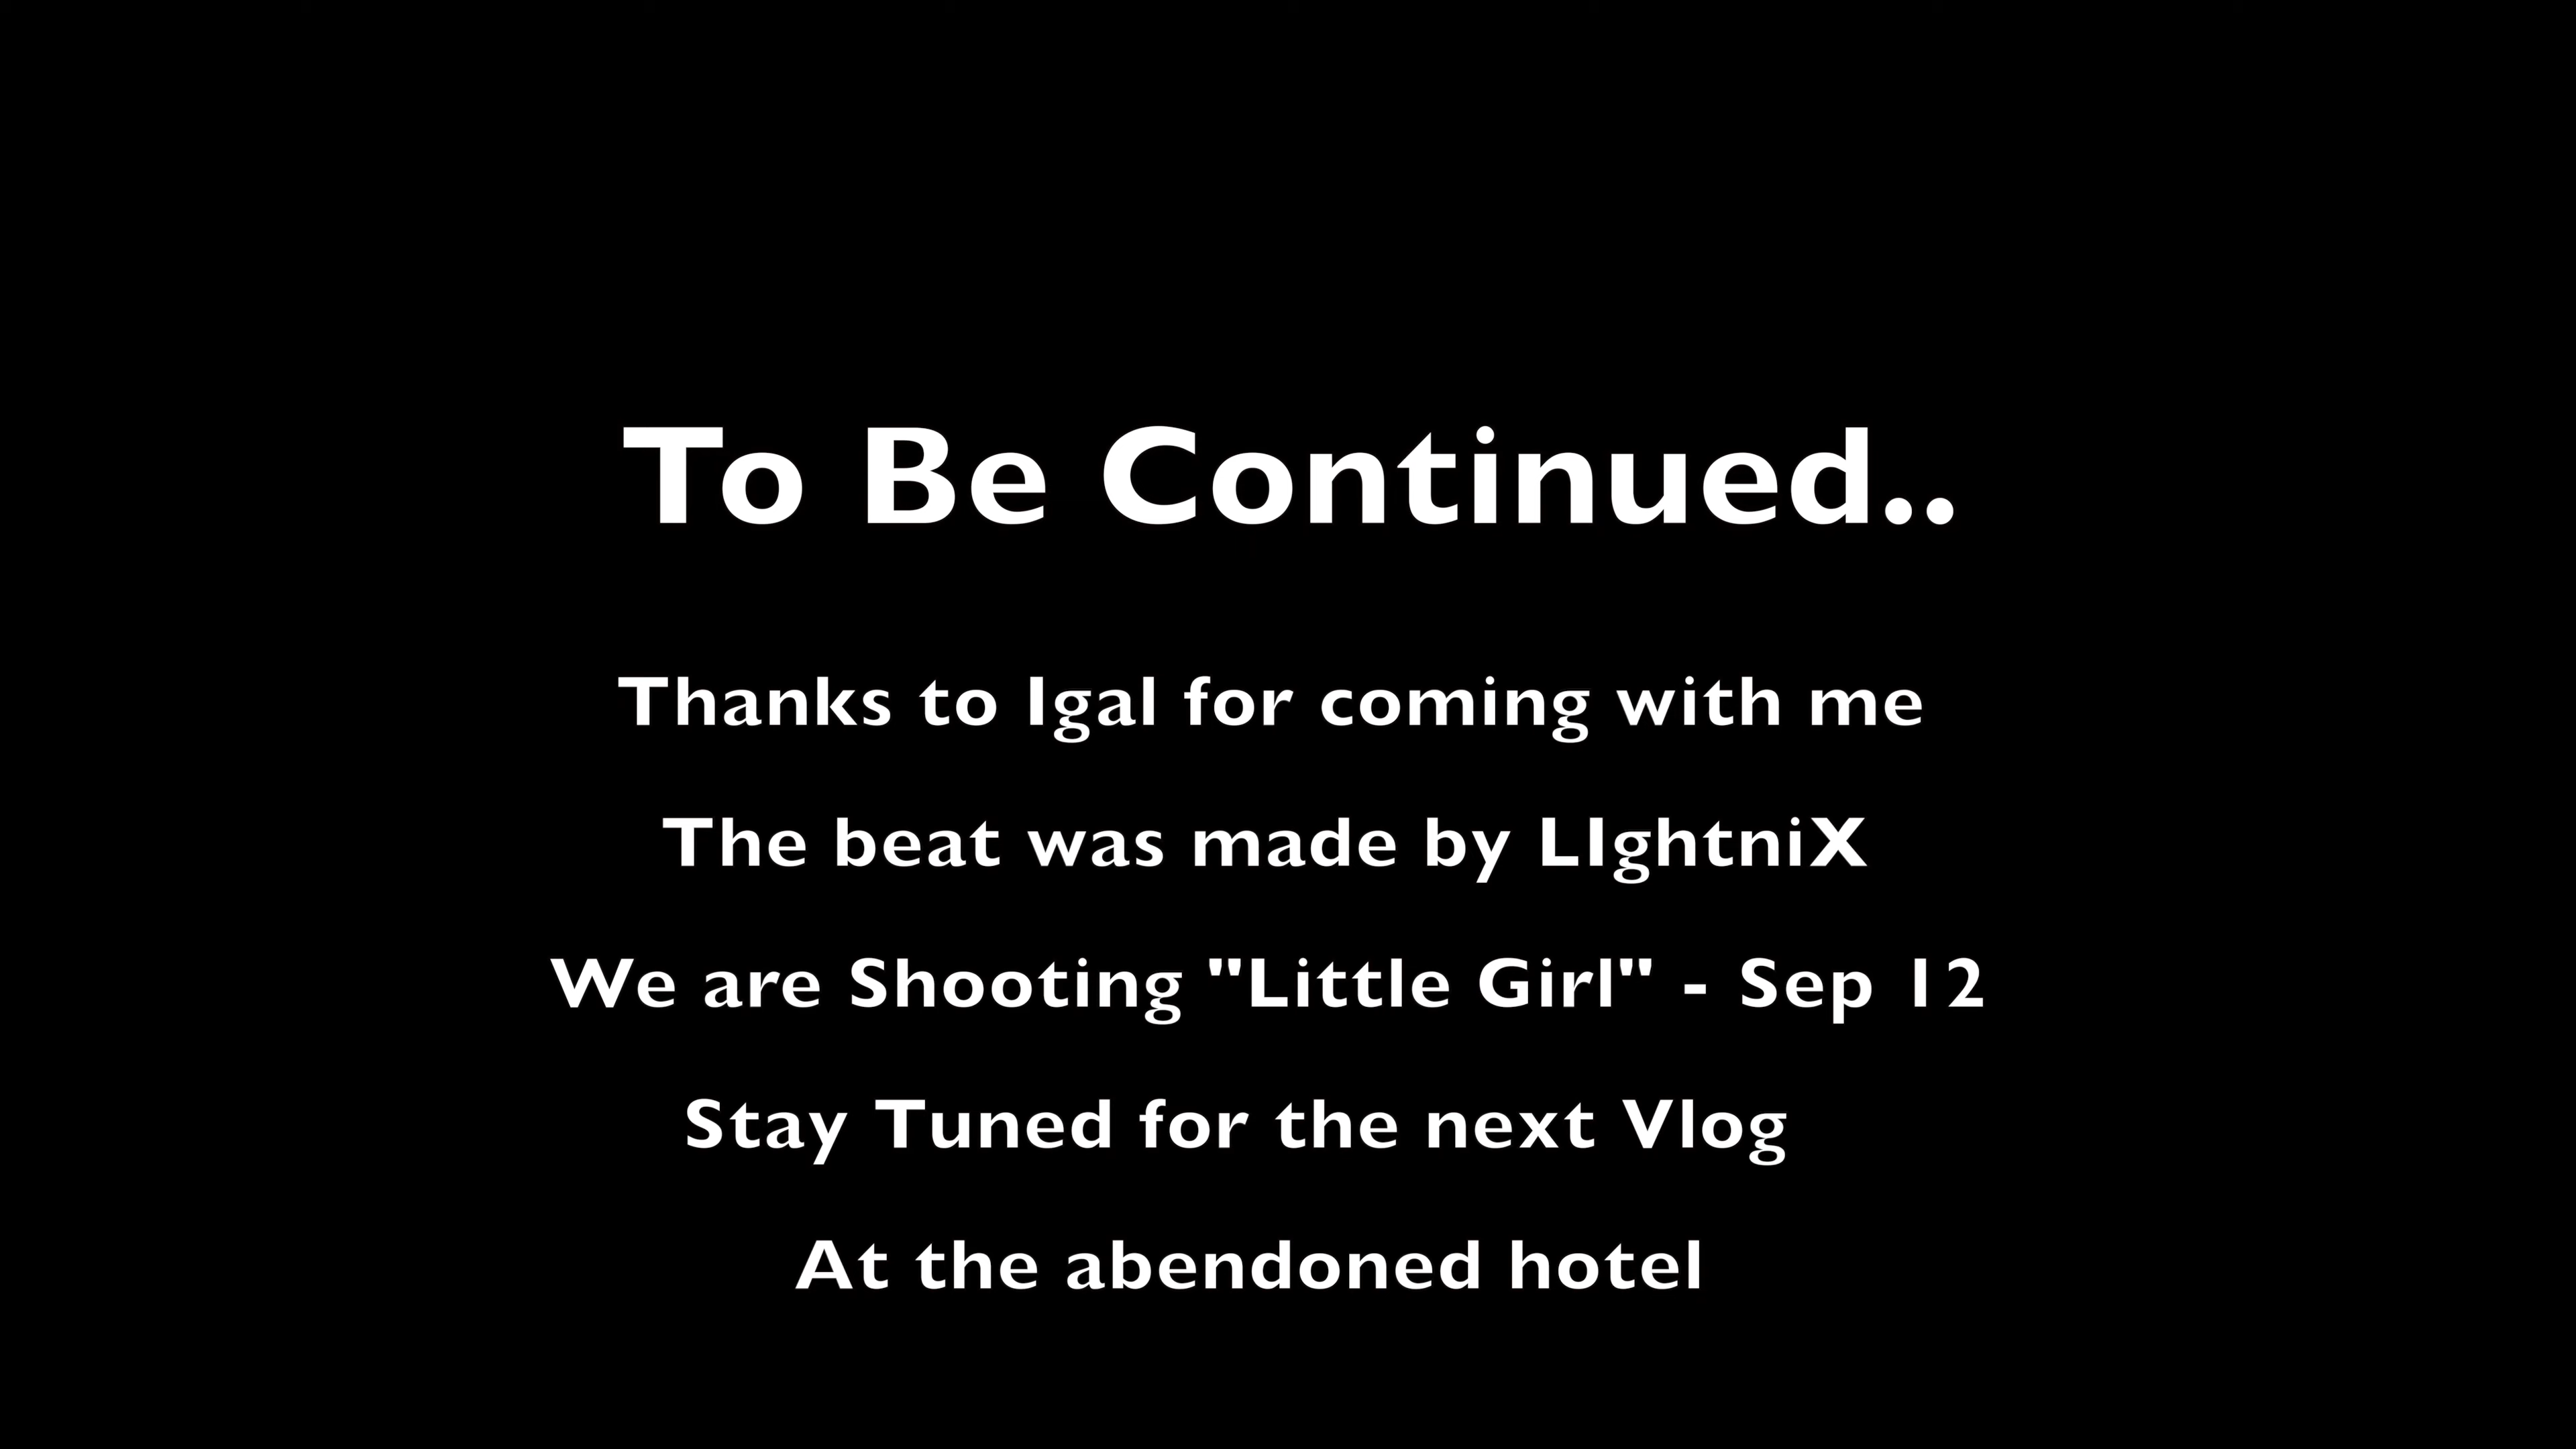 To Be Continued..
Thanks to Igal for coming with me
The beat was made by LIghtniX
We are Shooting "Little Girl" - Sep 12
Stay Tuned for the next Vlog
At the abendoned hotel